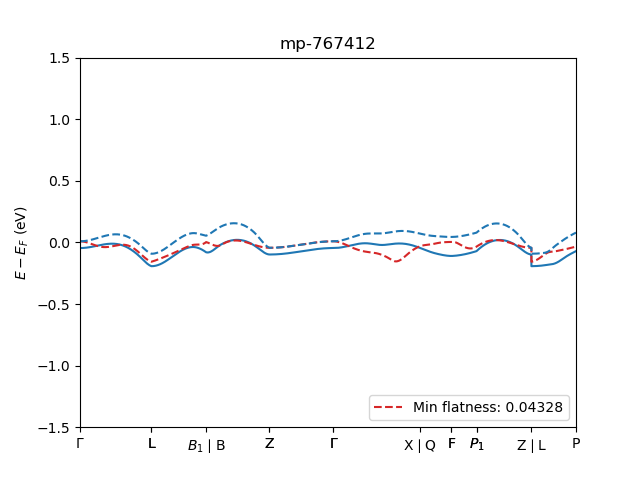 mp-767412
E − E_F (eV)
1.5
1.0
0.5
0.0
−0.5
−1.0
−1.5
Min flatness: 0.04328
Γ L B₁ | B Z Γ X | Q F P₁ Z | L P